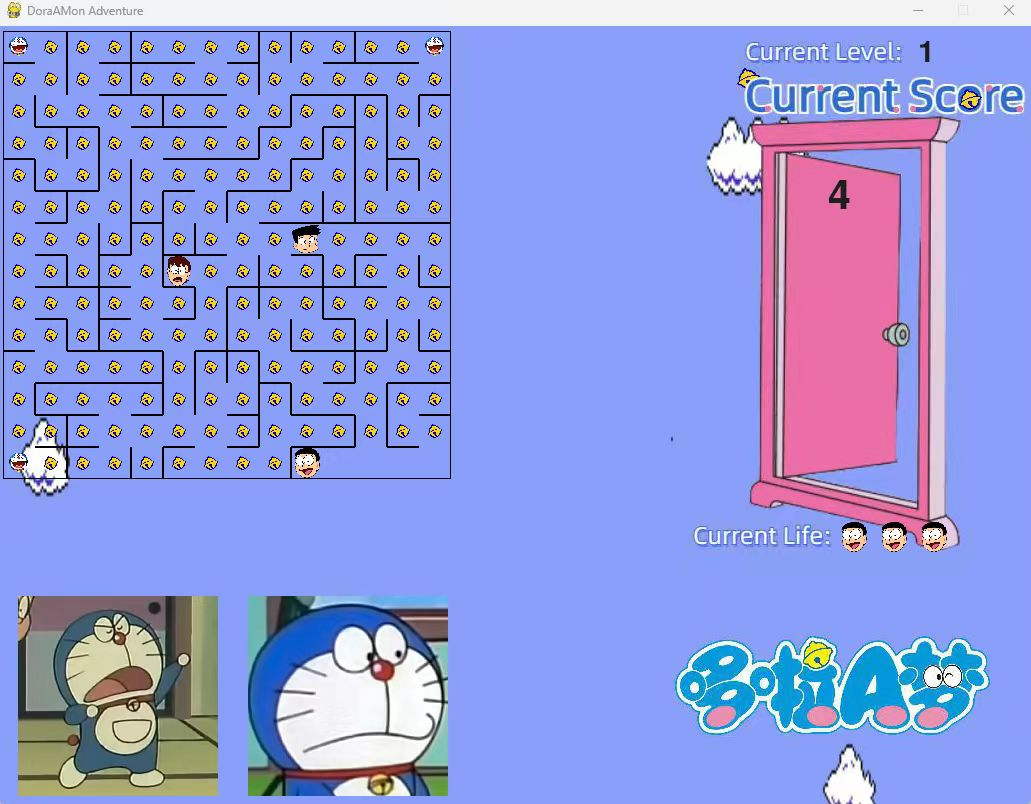 DoraAMon Adventure
Current Level: 1
Current Score
4
Current Life:
哆啦A梦